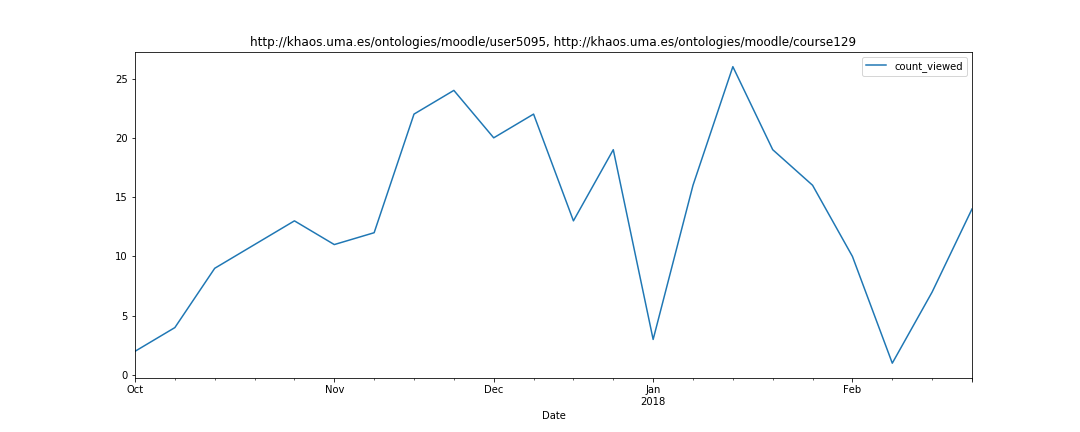 http://khaos.uma.es/ontologies/moodle/user5095, http://khaos.uma.es/ontologies/moodle/course129
count_viewed
25
20
15
10
5
0
Oct Nov Dec Jan Feb
2018
Date